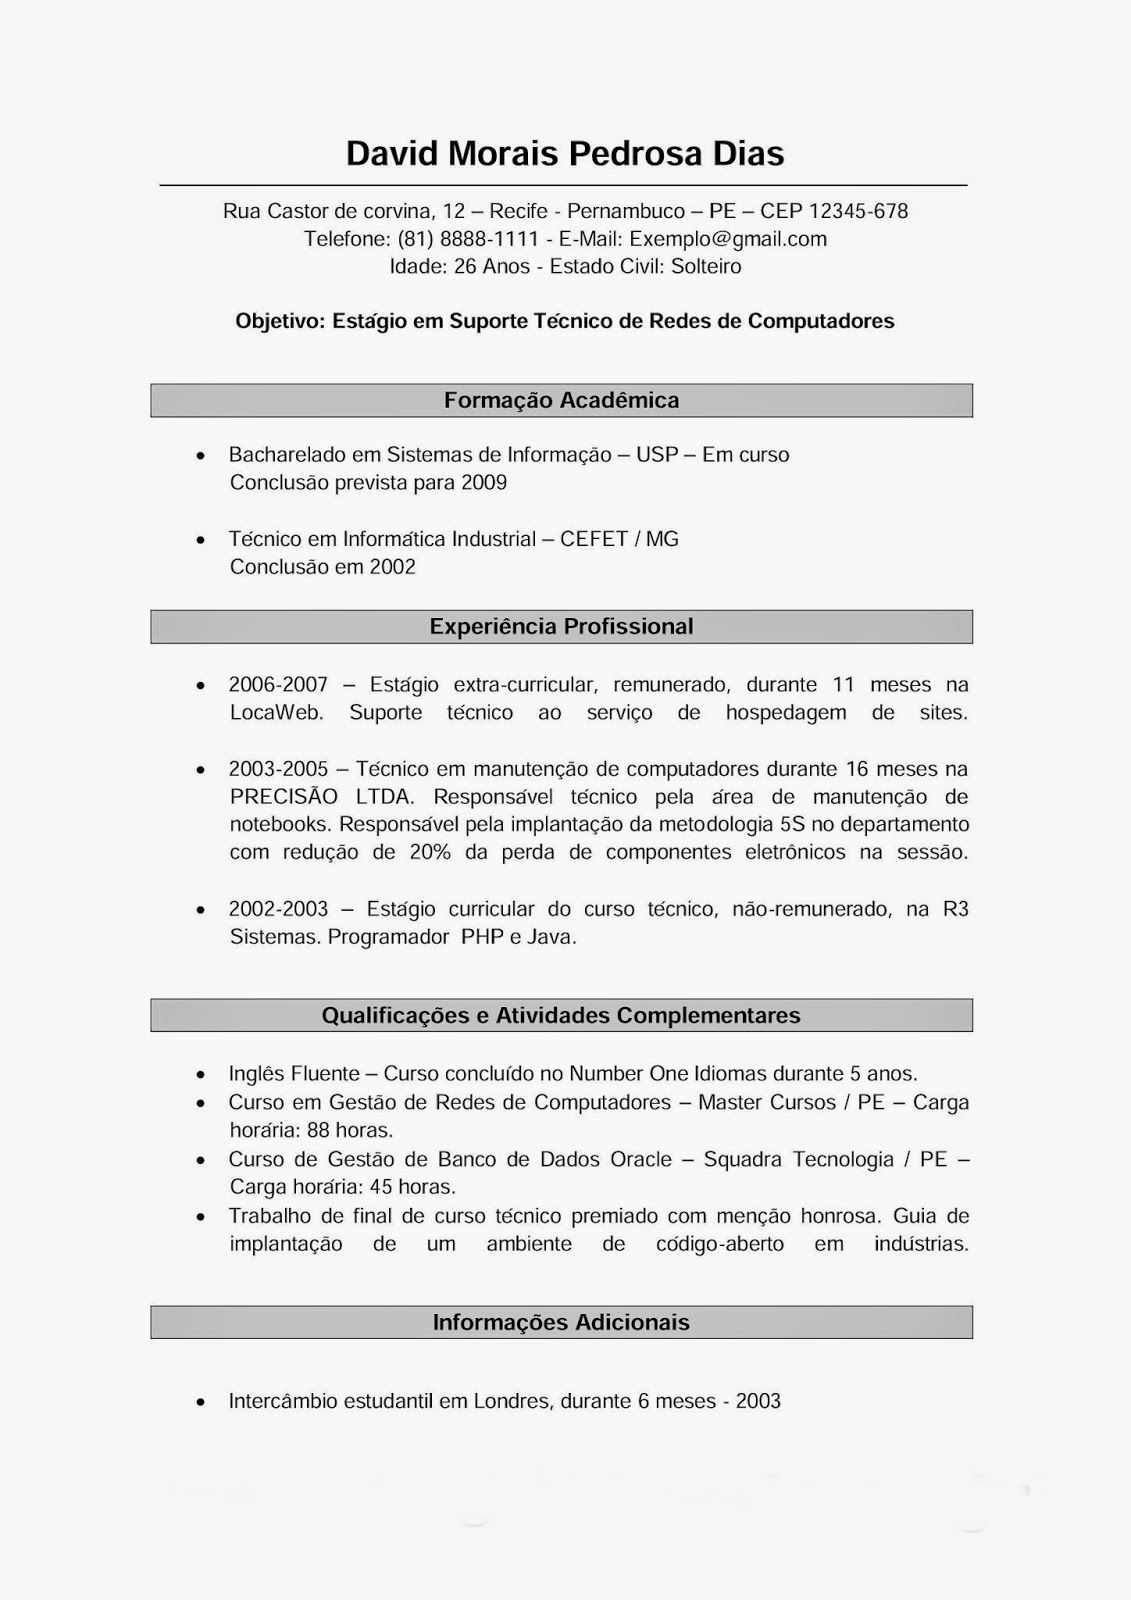 David Morais Pedrosa Dias
Rua Castor de corvina, 12 – Recife - Pernambuco – PE – CEP 12345-678
Telefone: (81) 8888-1111 - E-Mail: Exemplo@gmail.com
Idade: 26 Anos - Estado Civil: Solteiro
Objetivo: Estágio em Suporte Técnico de Redes de Computadores
Formação Acadêmica
• Bacharelado em Sistemas de Informação – USP – Em curso
Conclusão prevista para 2009
• Técnico em Informática Industrial – CEFET / MG
Conclusão em 2002
Experiência Profissional
• 2006-2007 – Estágio extra-curricular, remunerado, durante 11 meses na
LocaWeb. Suporte técnico ao serviço de hospedagem de sites.
• 2003-2005 – Técnico em manutenção de computadores durante 16 meses na
PRECISÃO LTDA. Responsável técnico pela área de manutenção de
notebooks. Responsável pela implantação da metodologia 5S no departamento
com redução de 20% da perda de componentes eletrônicos na sessão.
• 2002-2003 – Estágio curricular do curso técnico, não-remunerado, na R3
Sistemas. Programador PHP e Java.
Qualificações e Atividades Complementares
• Inglês Fluente – Curso concluído no Number One Idiomas durante 5 anos.
• Curso em Gestão de Redes de Computadores – Master Cursos / PE – Carga
horária: 88 horas.
• Curso de Gestão de Banco de Dados Oracle – Squadra Tecnologia / PE –
Carga horária: 45 horas.
• Trabalho de final de curso técnico premiado com menção honrosa. Guia de
implantação de um ambiente de código-aberto em indústrias.
Informações Adicionais
• Intercâmbio estudantil em Londres, durante 6 meses - 2003